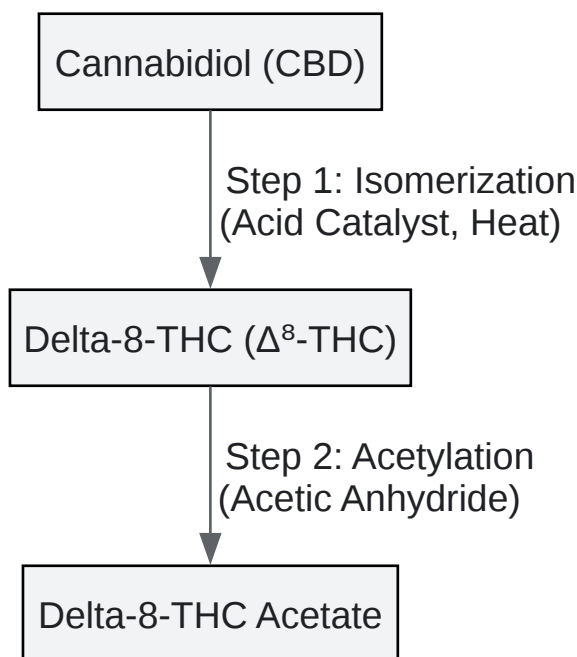 Cannabidiol (CBD)
Step 1: Isomerization
(Acid Catalyst, Heat)
Delta-8-THC (Δ⁸-THC)
Step 2: Acetylation
(Acetic Anhydride)
Delta-8-THC Acetate